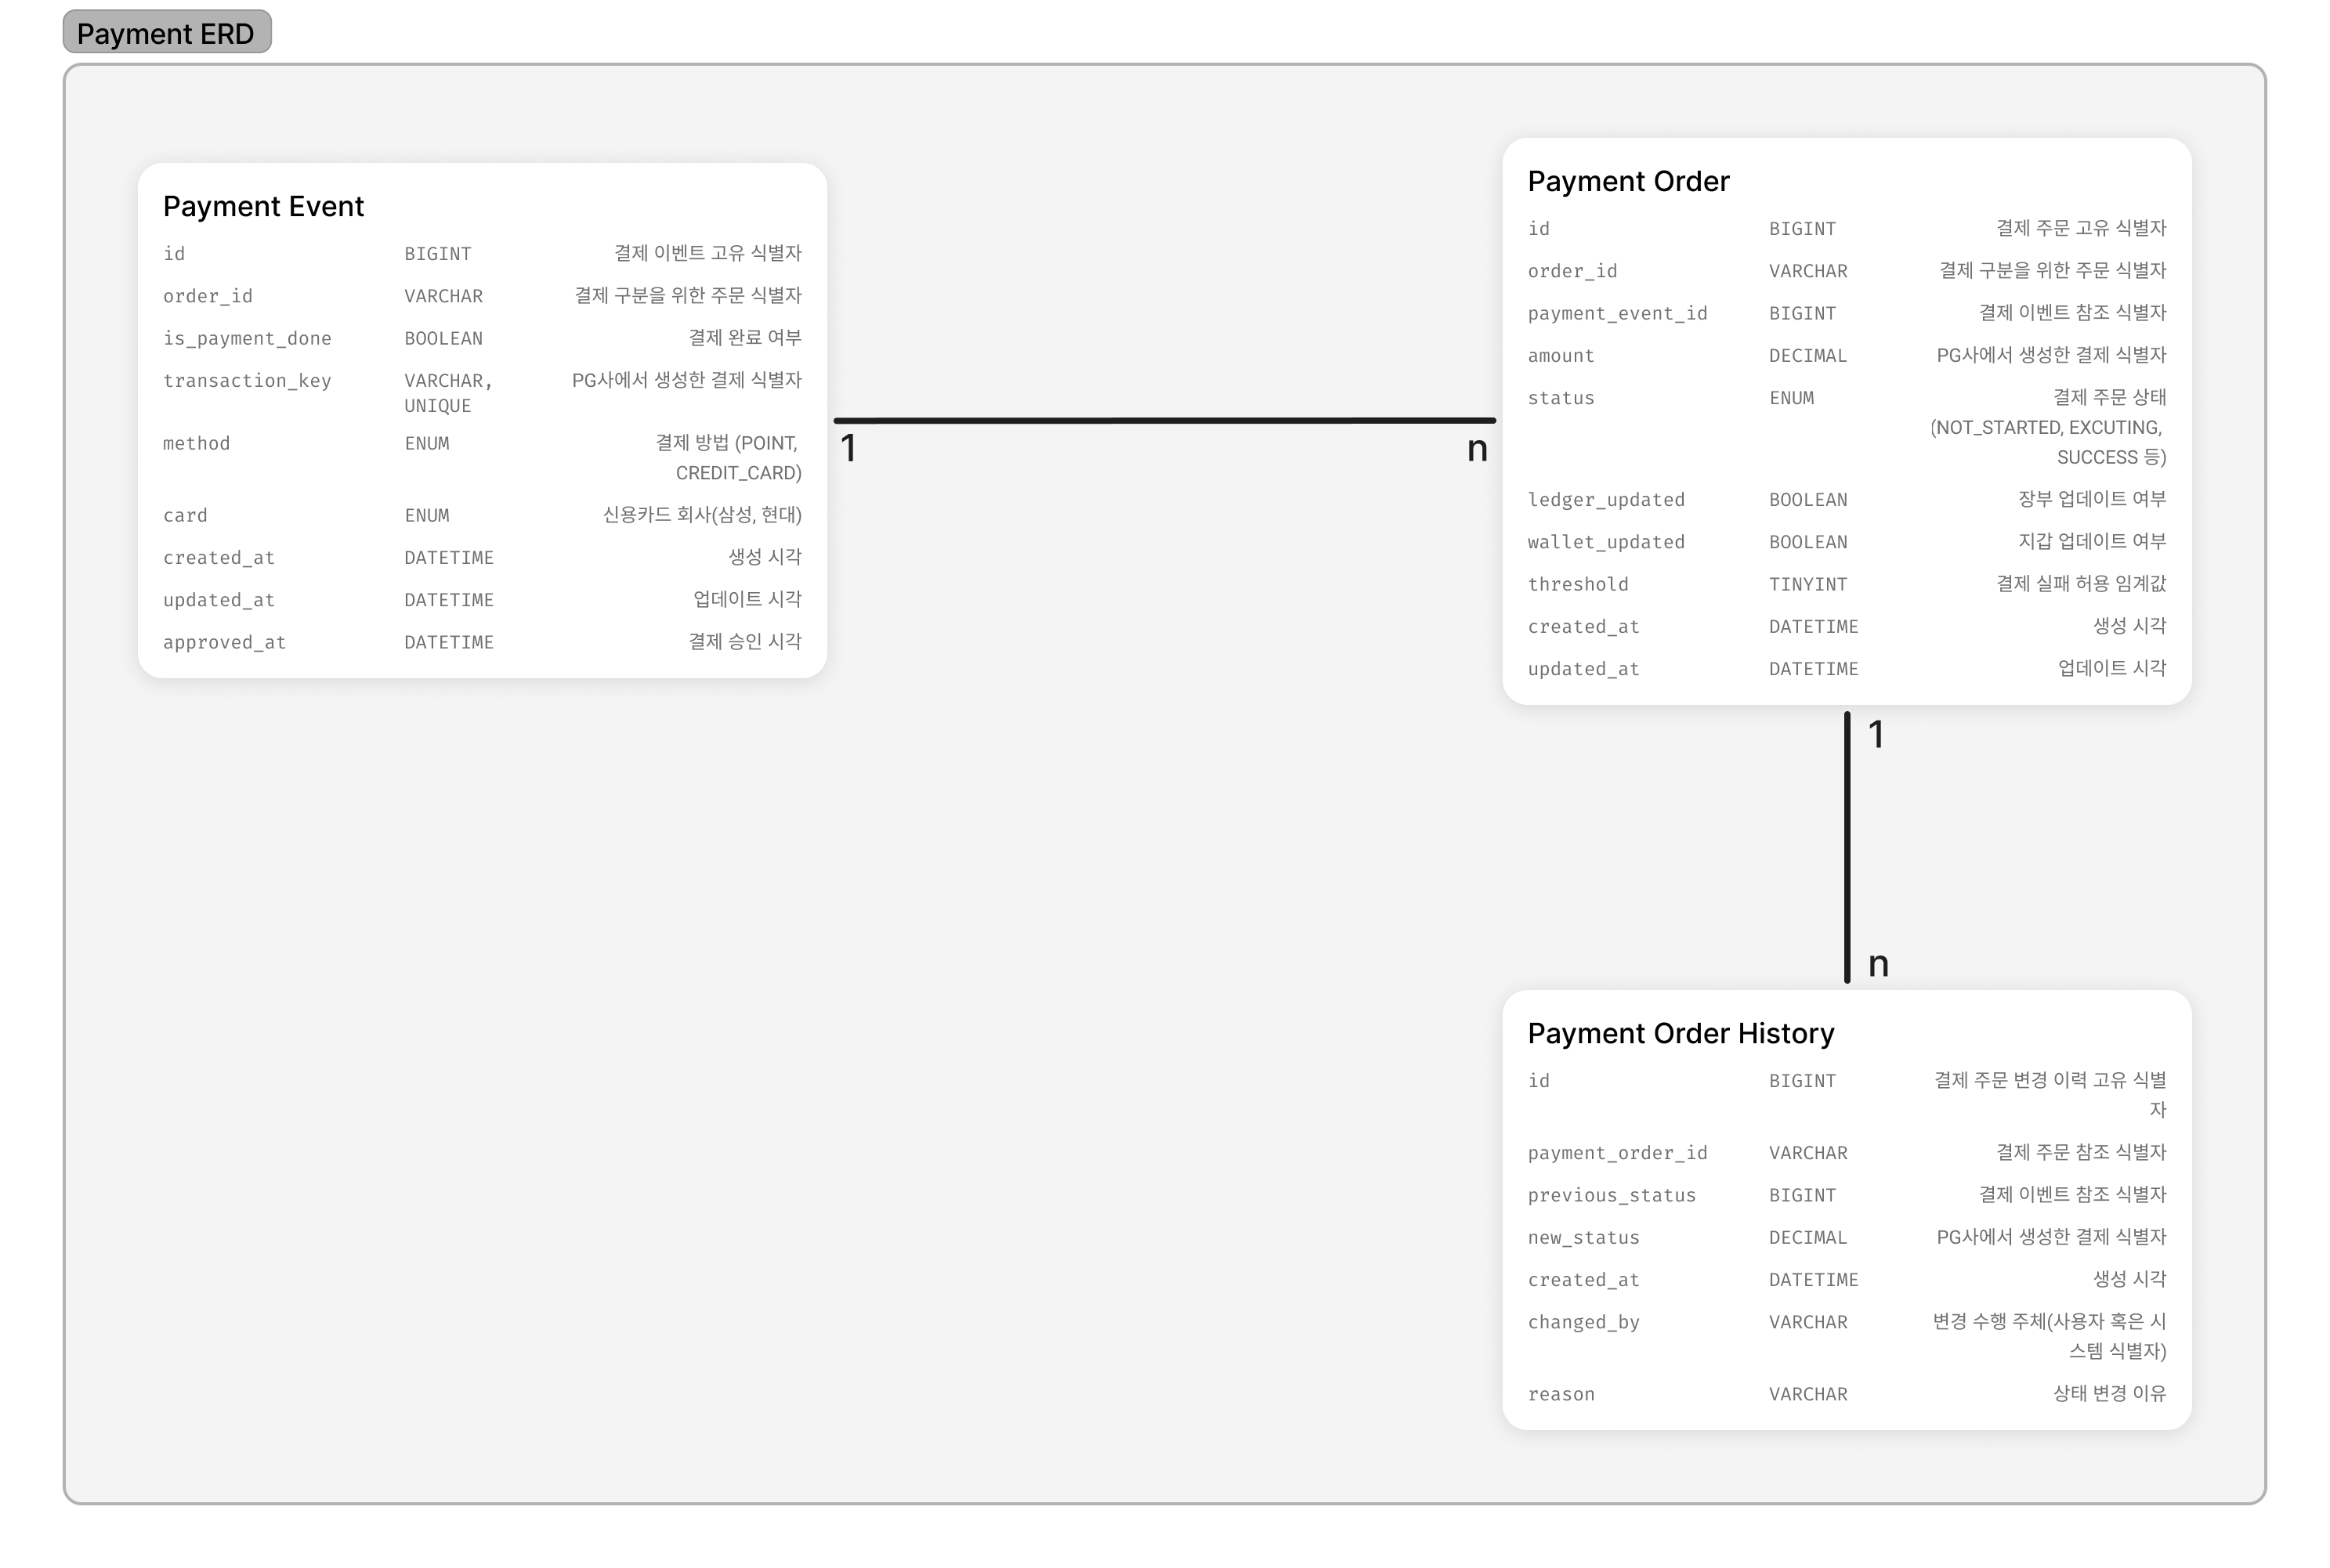 Payment ERD
Payment Event
id BIGINT 결제 이벤트 고유 식별자
order_id VARCHAR 결제 구분을 위한 주문 식별자
is_payment_done BOOLEAN 결제 완료 여부
transaction_key VARCHAR, PG사에서 생성한 결제 식별자
UNIQUE
method ENUM 결제 방법 (POINT,
CREDIT_CARD)
card ENUM 신용카드 회사(삼성, 현대)
created_at DATETIME 생성 시각
updated_at DATETIME 업데이트 시각
approved_at DATETIME 결제 승인 시각
1
n
Payment Order
id BIGINT 결제 주문 고유 식별자
order_id VARCHAR 결제 구분을 위한 주문 식별자
payment_event_id BIGINT 결제 이벤트 참조 식별자
amount DECIMAL PG사에서 생성한 결제 식별자
status ENUM 결제 주문 상태
(NOT_STARTED, EXCUTING,
SUCCESS 등)
ledger_updated BOOLEAN 장부 업데이트 여부
wallet_updated BOOLEAN 지갑 업데이트 여부
threshold TINYINT 결제 실패 허용 임계값
created_at DATETIME 생성 시각
updated_at DATETIME 업데이트 시각
1
n
Payment Order History
id BIGINT 결제 주문 변경 이력 고유 식별
자
payment_order_id VARCHAR 결제 주문 참조 식별자
previous_status BIGINT 결제 이벤트 참조 식별자
new_status DECIMAL PG사에서 생성한 결제 식별자
created_at DATETIME 생성 시각
changed_by VARCHAR 변경 수행 주체(사용자 혹은 시
스템 식별자)
reason VARCHAR 상태 변경 이유